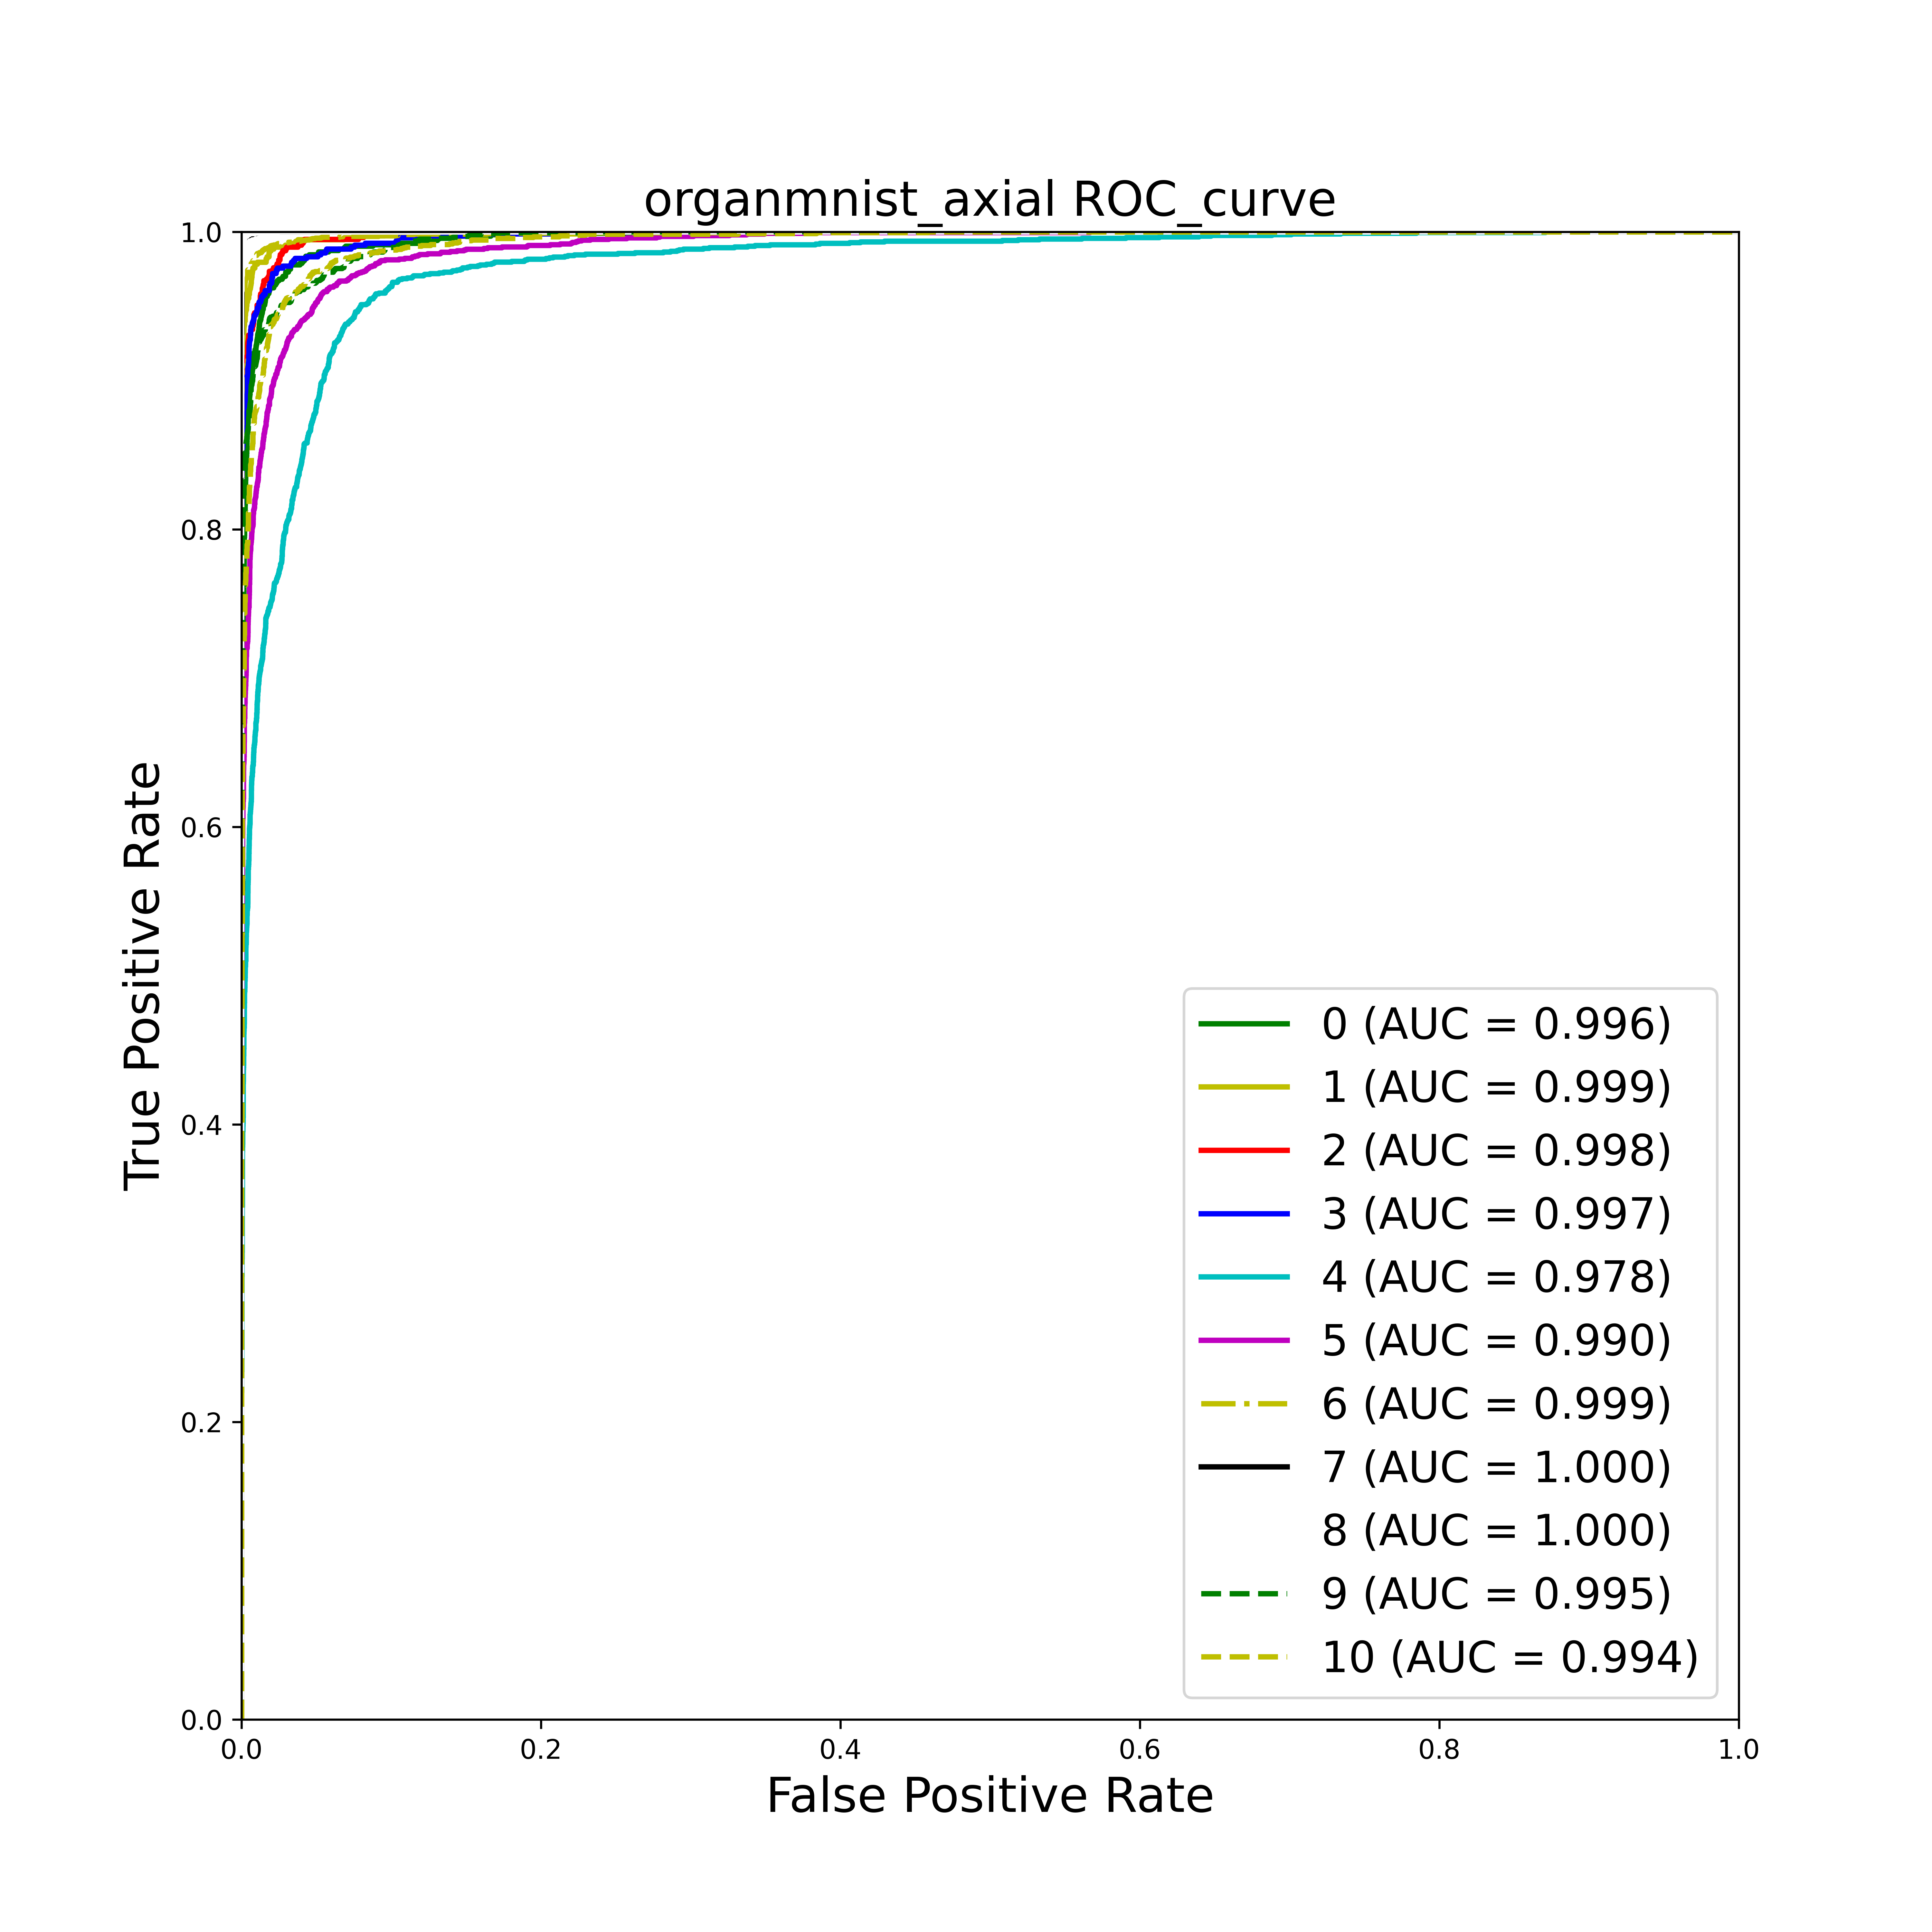 organmnist_axial ROC_curve
1.0
0.8
0.6
0.4
0.2
0.0
True Positive Rate
0 (AUC = 0.996)
1 (AUC = 0.999)
2 (AUC = 0.998)
3 (AUC = 0.997)
4 (AUC = 0.978)
5 (AUC = 0.990)
6 (AUC = 0.999)
7 (AUC = 1.000)
8 (AUC = 1.000)
9 (AUC = 0.995)
10 (AUC = 0.994)
0.0 0.2 0.4 0.6 0.8 1.0
False Positive Rate